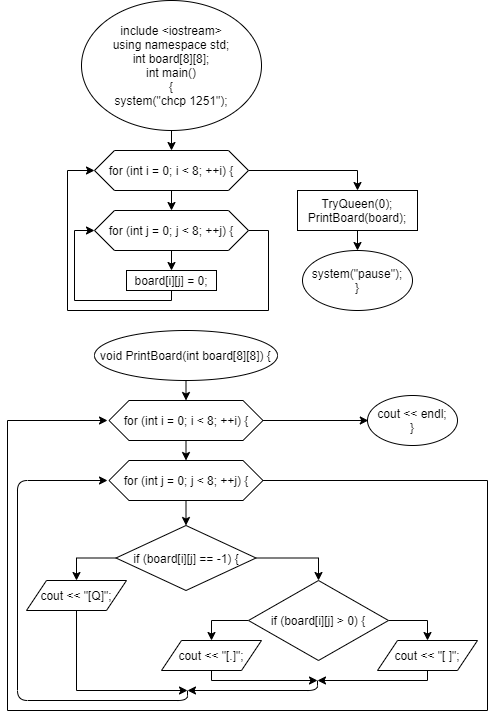 include <iostream>
using namespace std;
int board[8][8];
int main()
{
system("chcp 1251");
for (int i = 0; i < 8; ++i) {
TryQueen(0);
PrintBoard(board);
for (int j = 0; j < 8; ++j) {
board[i][j] = 0;
system("pause");
}
void PrintBoard(int board[8][8]) {
for (int i = 0; i < 8; ++i) {
cout << endl;
}
for (int j = 0; j < 8; ++j) {
if (board[i][j] == -1) {
cout << "[Q]";
if (board[i][j] > 0) {
cout << "[.]";
cout << "[ ]";